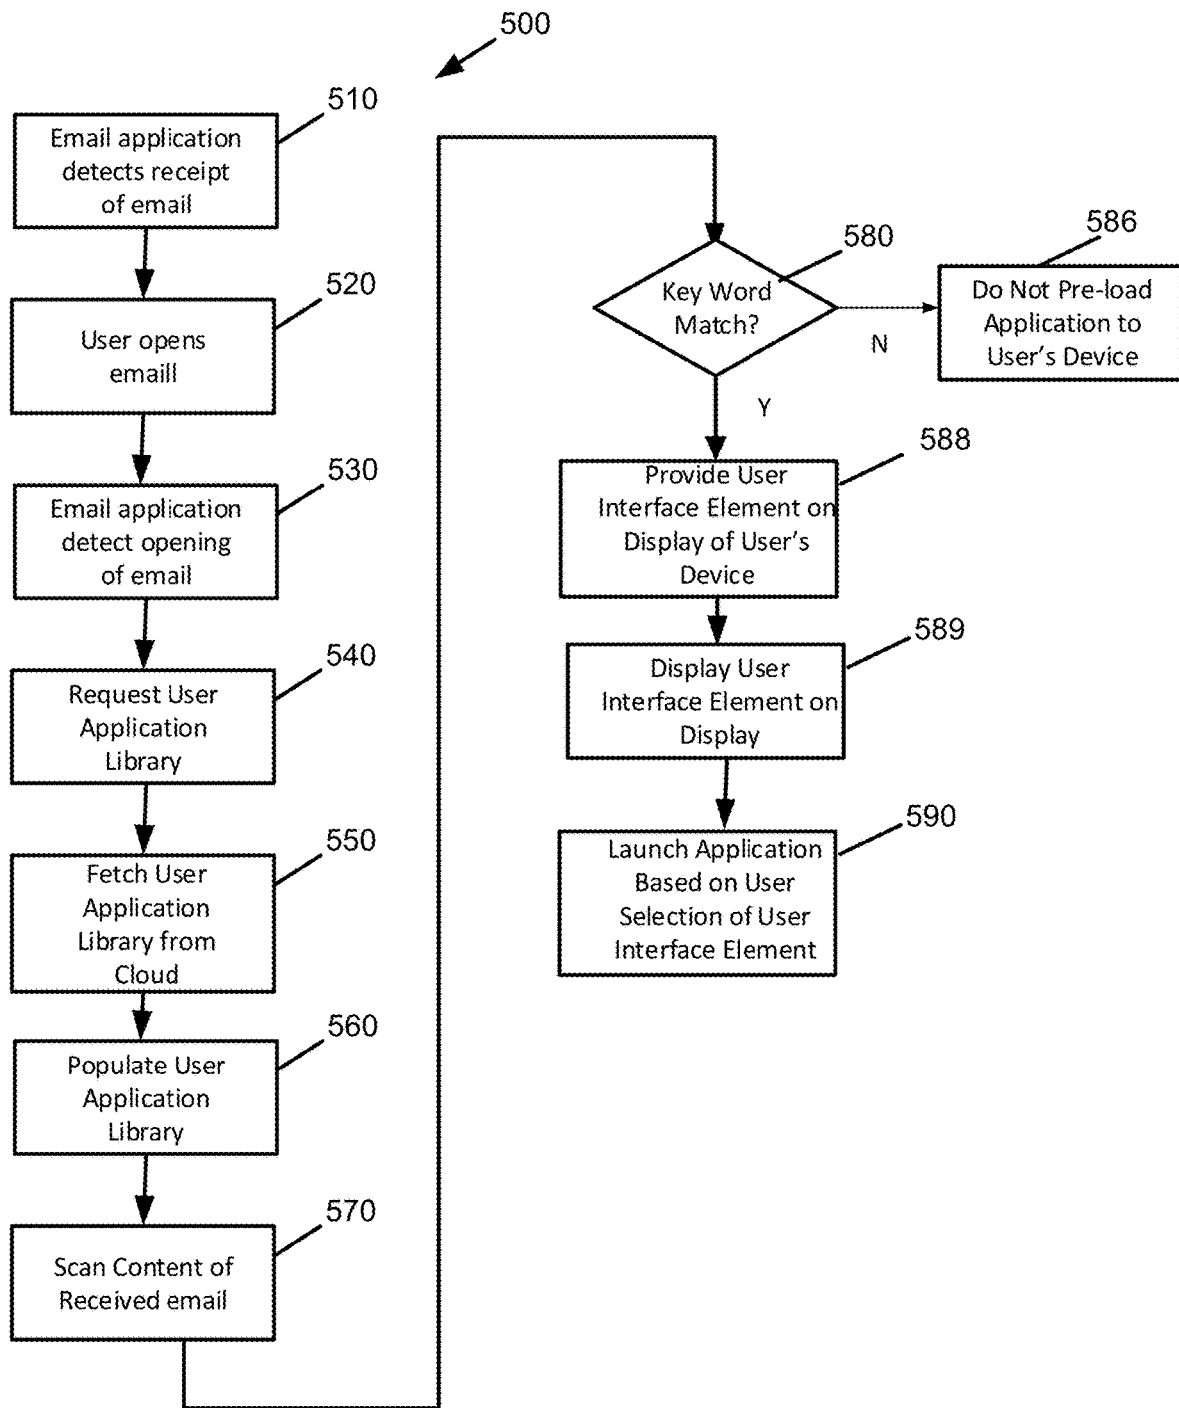 500
510
Email application
detects receipt
of email
520
User opens
emaill
530
Email application
detect opening
of email
540
Request User
Application
Library
550
Fetch User
Application
Library from
Cloud
560
Populate User
Application
Library
570
Scan Content of
Received email
580
Key Word
Match?
N
Y
586
Do Not Pre-load
Application to
User's Device
588
Provide User
Interface Element on
Display of User's
Device
589
Display User
Interface Element on
Display
590
Launch Application
Based on User
Selection of User
Interface Element